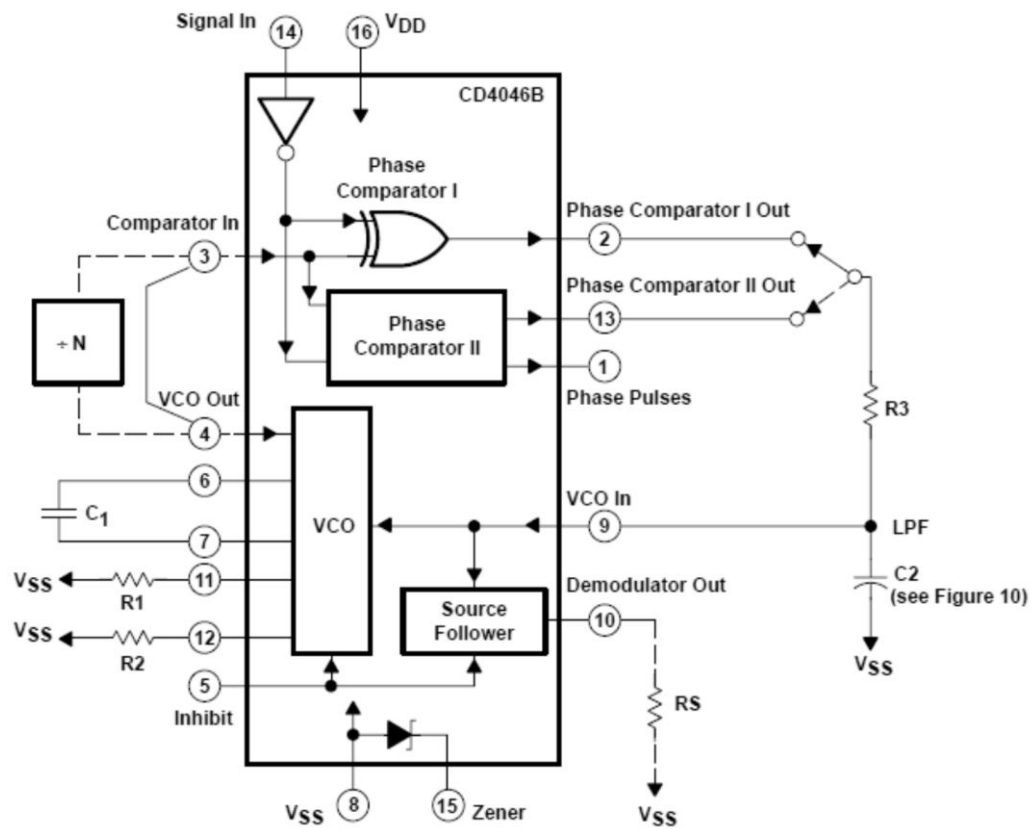 Signal In
14
16
VDD
CD4046B
Phase
Comparator I
Comparator In
3
Phase Comparator I Out
2
Phase Comparator II Out
13
Phase
Comparator II
1
Phase Pulses
÷ N
VCO Out
4
R3
6
C1
7
VCO
VCO In
9
LPF
VSS
R1
11
C2
(see Figure 10)
VSS
Demodulator Out
10
Source
Follower
VSS
R2
12
5
Inhibit
RS
VSS
8
15
Zener
VSS